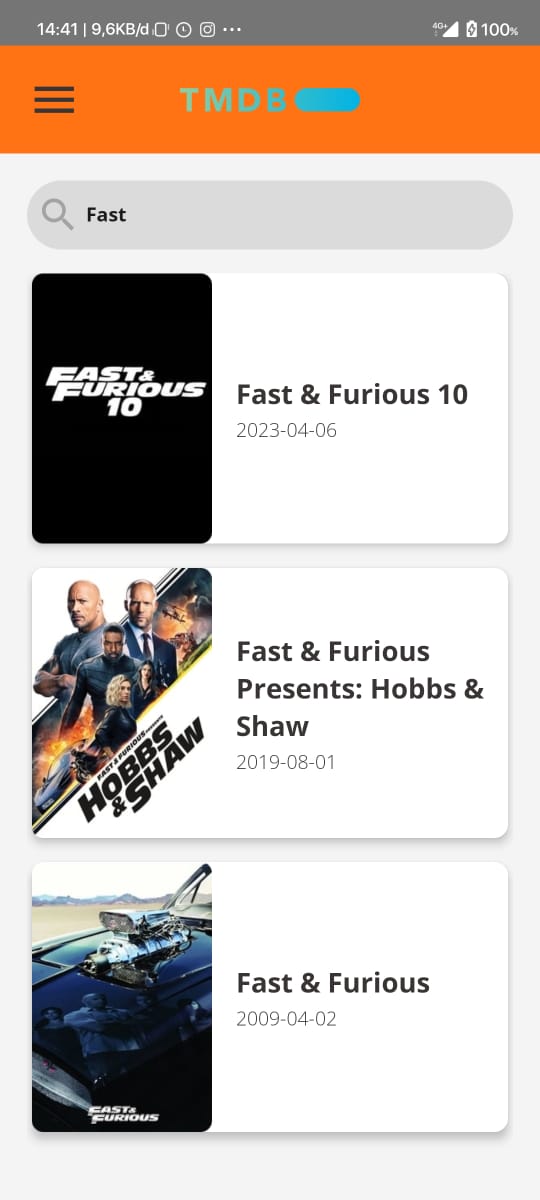 14:41 | 9,6KB/d ...
4G+ 100%
TMDB
Fast
FAST &
FURIOUS
10
Fast & Furious 10
2023-04-06
FAST & FURIOUS PRESENTS
HOBBS
& SHAW
Fast & Furious
Presents: Hobbs &
Shaw
2019-08-01
FAST &
FURIOUS
Fast & Furious
2009-04-02